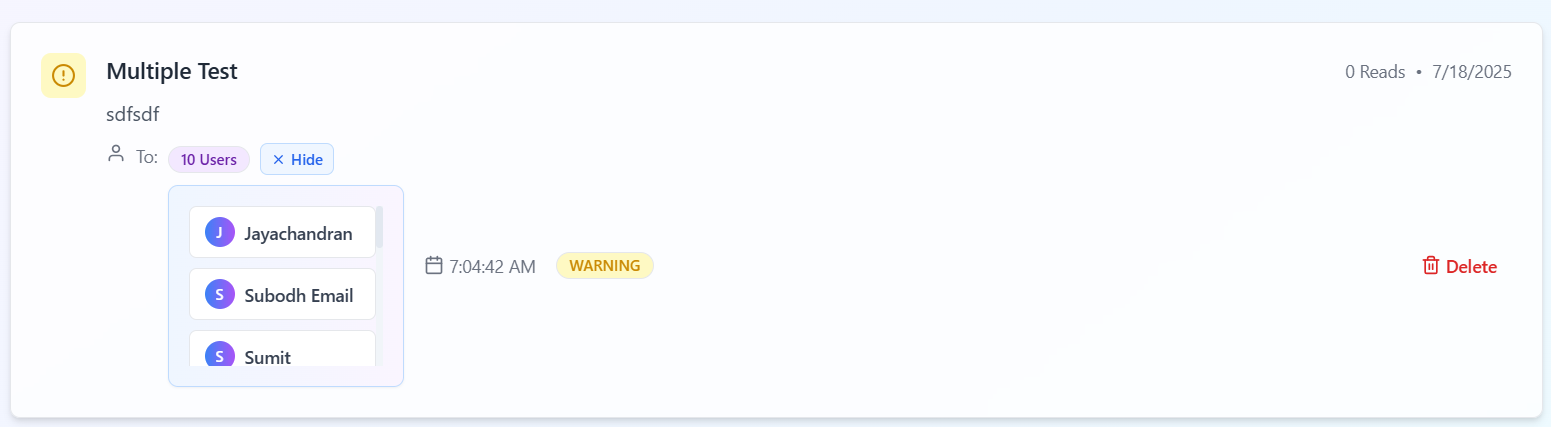 Multiple Test
0 Reads • 7/18/2025
sdfsdf
To: 10 Users Hide
J Jayachandran
S Subodh Email
S Sumit
7:04:42 AM WARNING
Delete